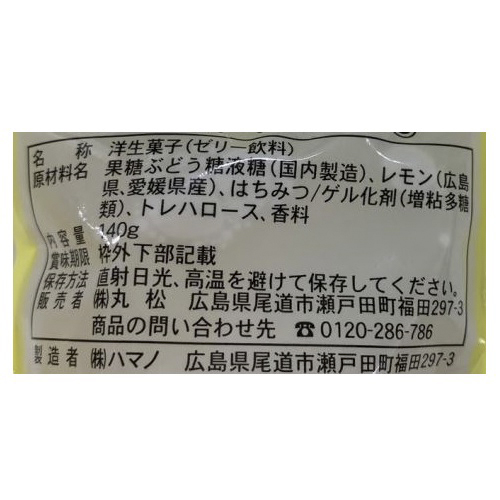 名　称　洋生菓子(ゼリー飲料)
原材料名　果糖ぶどう糖液糖(国内製造)、レモン(広島
県、愛媛県産)、はちみつ/ゲル化剤(増粘多糖
類)、トレハロース、香料
内容量　140g
賞味期限　枠外下部記載
保存方法　直射日光、高温を避けて保存してください。
販売者　㈱丸松　広島県尾道市瀬戸田町福田297-3
商品の問い合わせ先　☎0120-286-786
製造者　㈱ハマノ　広島県尾道市瀬戸田町福田297-3